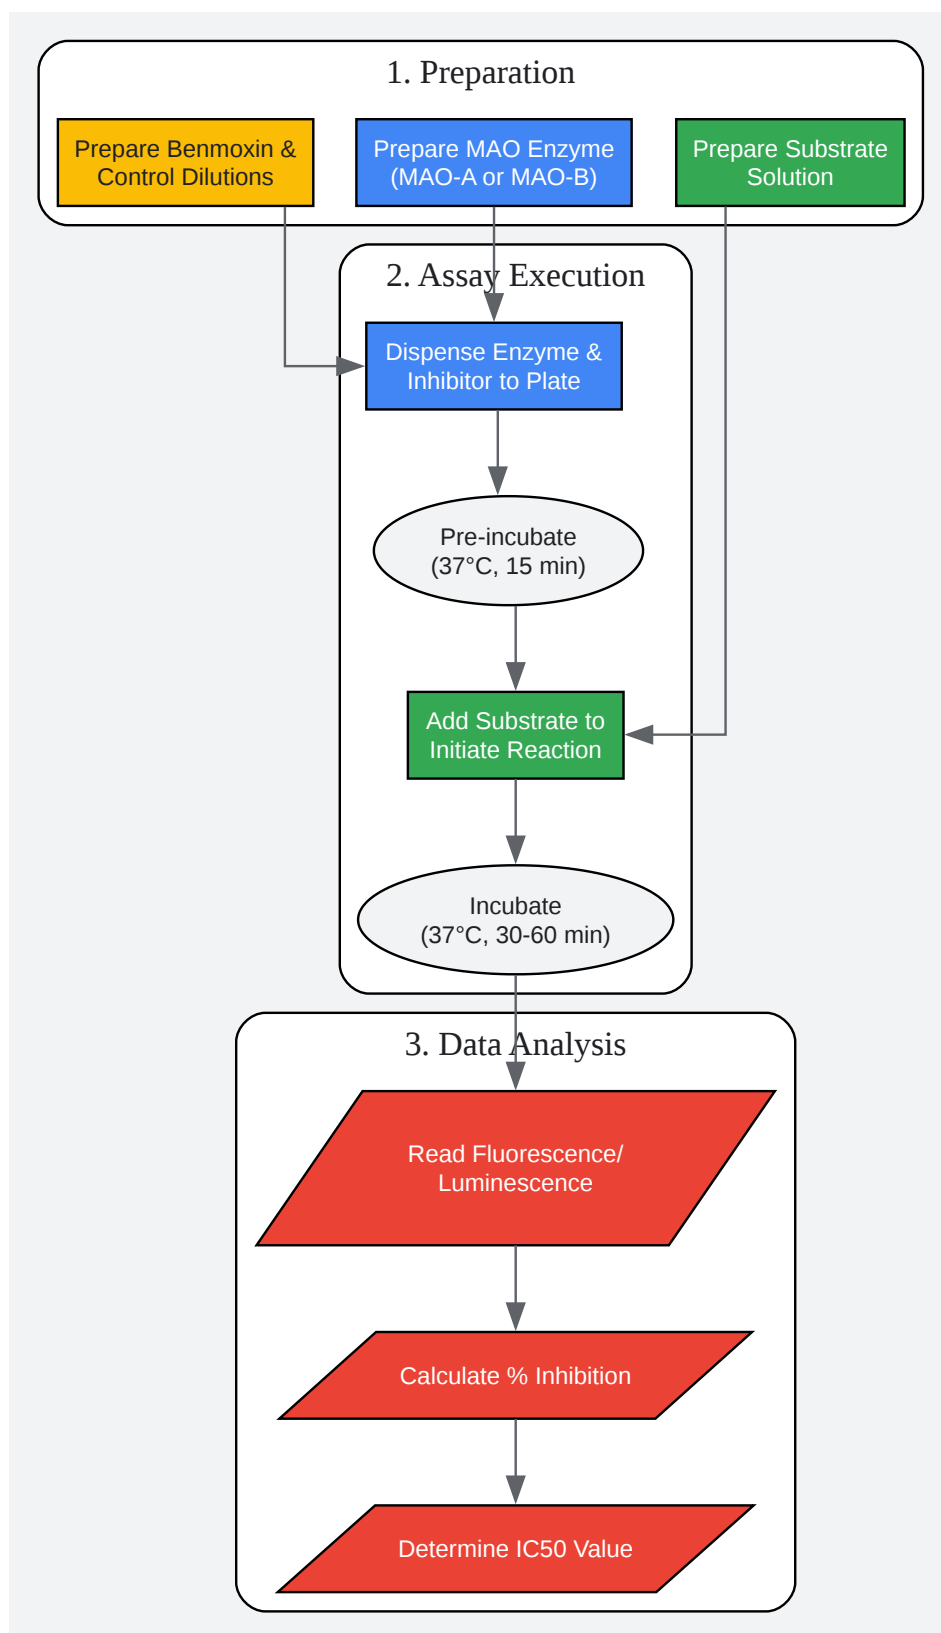 1. Preparation
Prepare Benmoxin &
Control Dilutions
Prepare MAO Enzyme
(MAO-A or MAO-B)
Prepare Substrate
Solution
2. Assay Execution
Dispense Enzyme &
Inhibitor to Plate
Pre-incubate
(37°C, 15 min)
Add Substrate to
Initiate Reaction
Incubate
(37°C, 30-60 min)
3. Data Analysis
Read Fluorescence/
Luminescence
Calculate % Inhibition
Determine IC50 Value